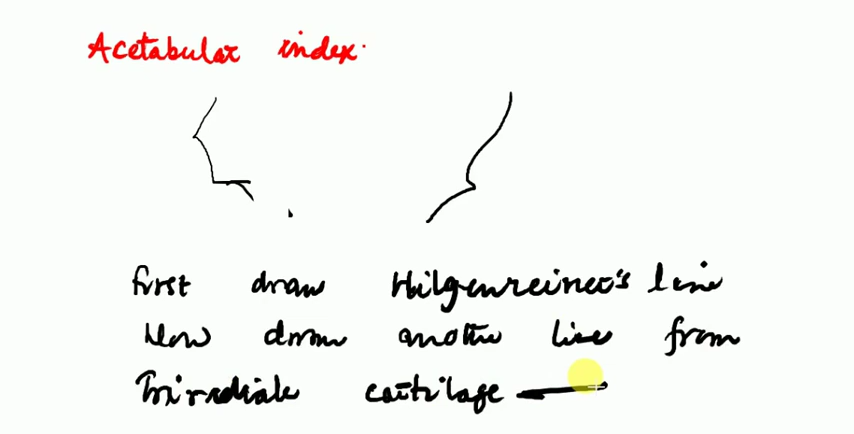 Acetabular index
First draw Hilgenreiner's line
Now draw another line from
Triradiate cartilage